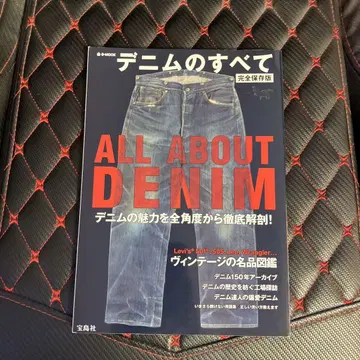 e-MOOK
デニムのすべて
完全保存版
ALL ABOUT
DENIM
デニムの魅力を全角度から徹底解剖!
ヴィンテージの名品図鑑
デニム150年アーカイブ
デニムの歴史を紡ぐ工場探訪
デニム達人の偏愛デニム
宝島社